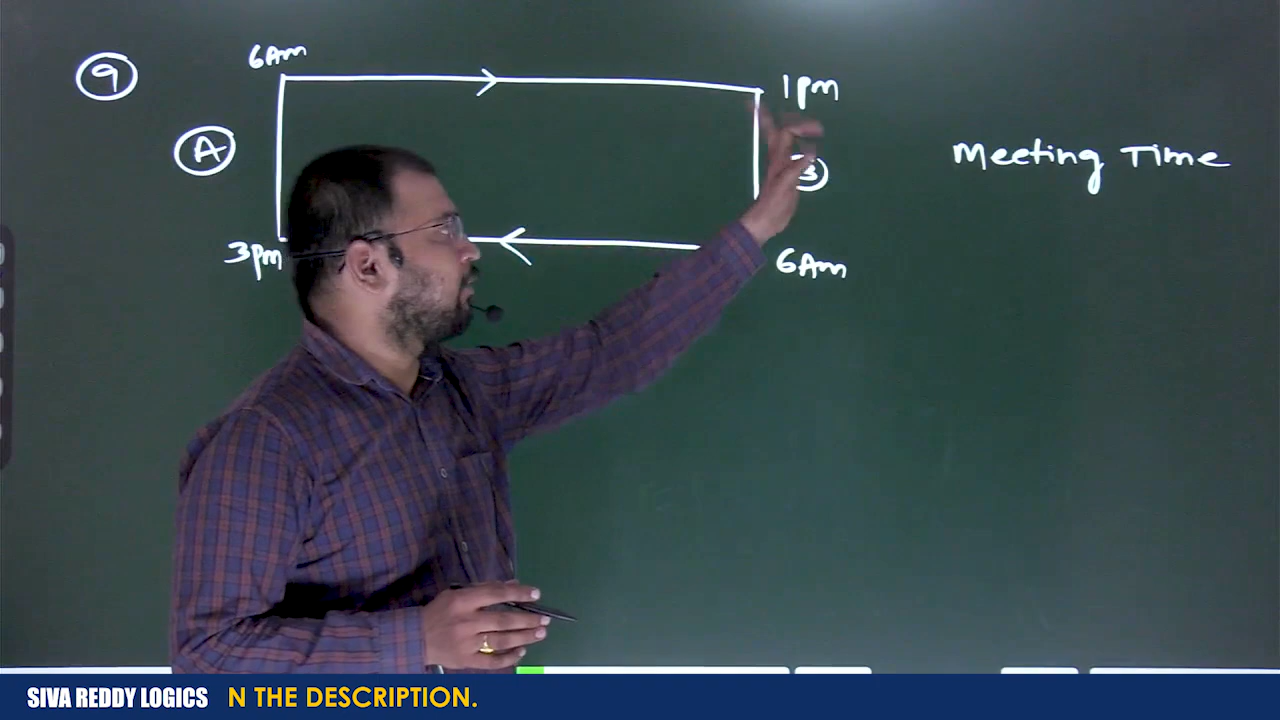 9
6Am
1pm
A
Meeting Time
3pm
6Am
SIVA REDDY LOGICS N THE DESCRIPTION.